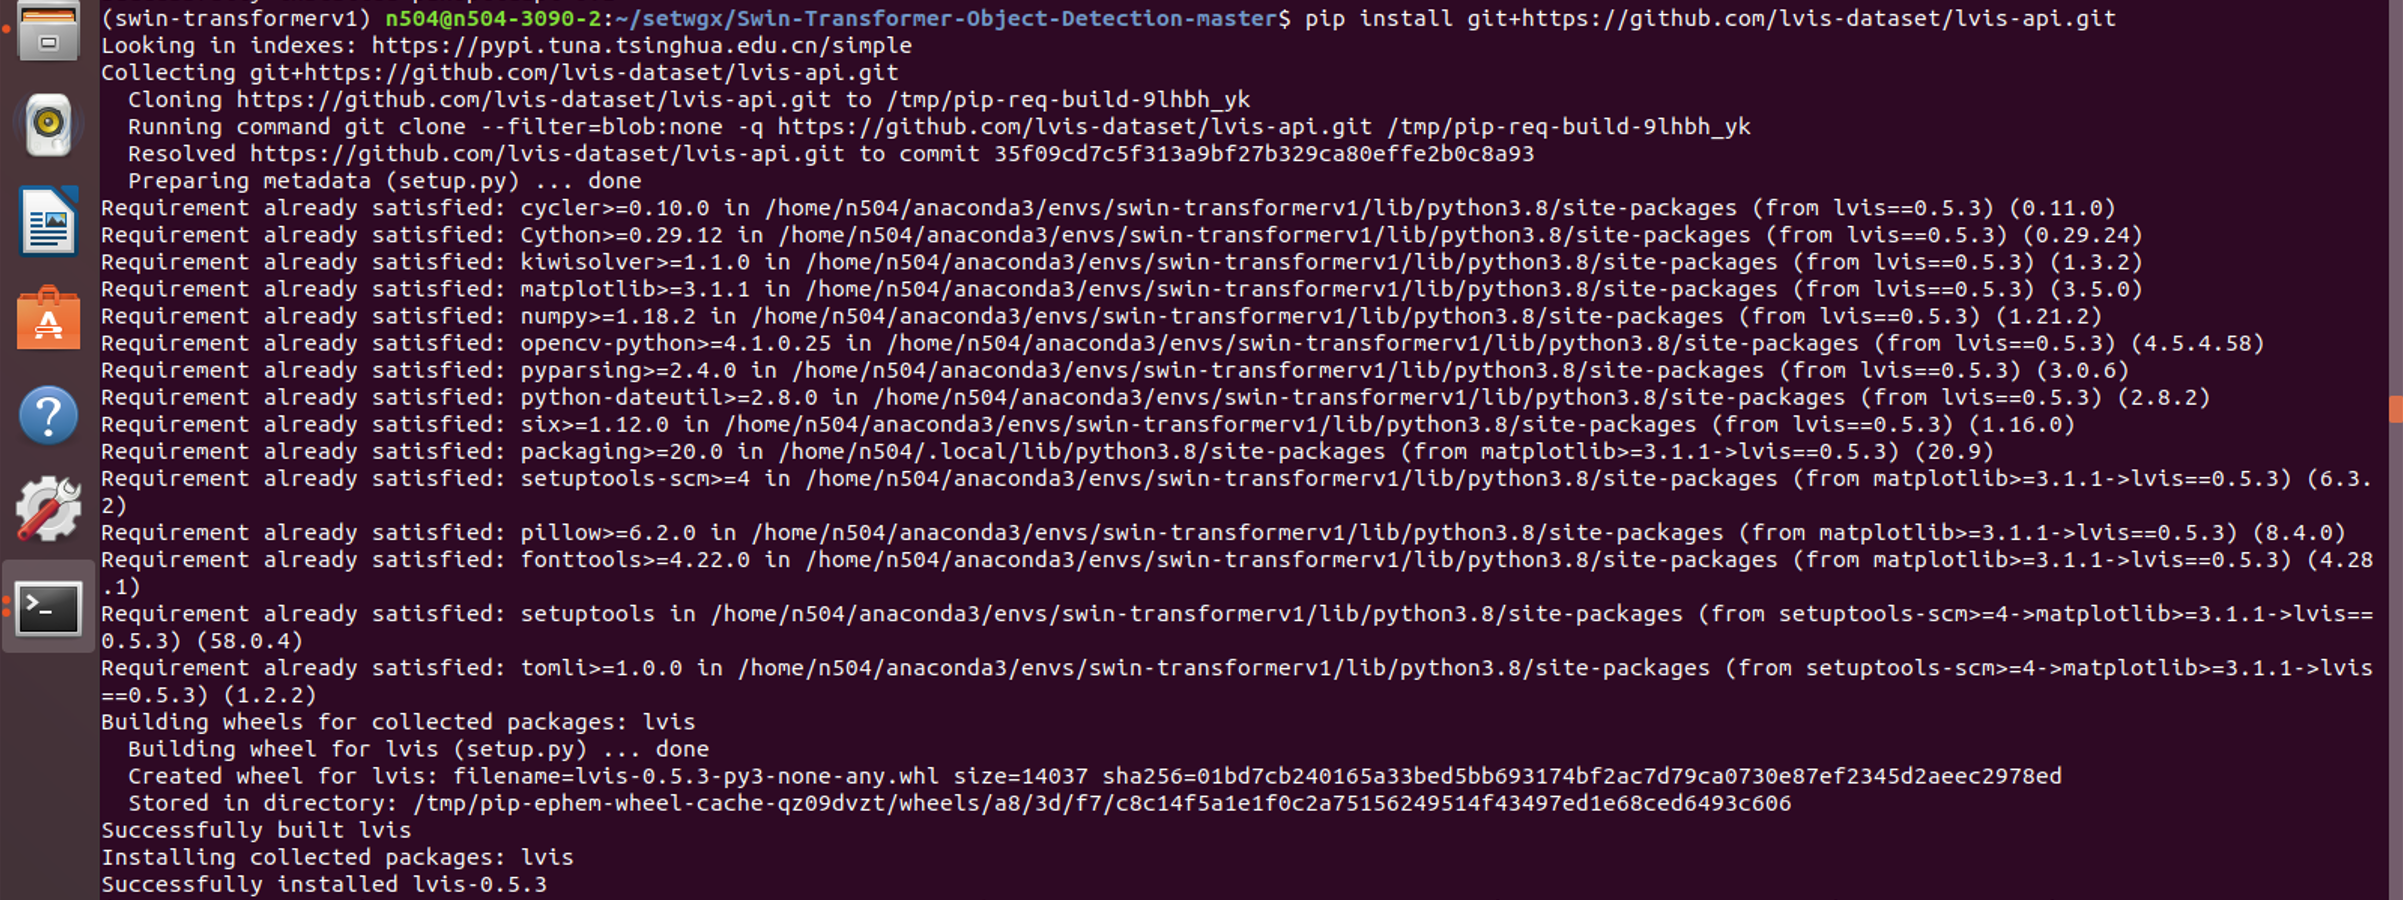 (swin-transformerv1) n504@n504-3090-2:~/setwgx/Swin-Transformer-Object-Detection-master$ pip install git+https://github.com/lvis-dataset/lvis-api.git
Looking in indexes: https://pypi.tuna.tsinghua.edu.cn/simple
Collecting git+https://github.com/lvis-dataset/lvis-api.git
  Cloning https://github.com/lvis-dataset/lvis-api.git to /tmp/pip-req-build-9lhbh_yk
  Running command git clone --filter=blob:none -q https://github.com/lvis-dataset/lvis-api.git /tmp/pip-req-build-9lhbh_yk
  Resolved https://github.com/lvis-dataset/lvis-api.git to commit 35f09cd7c5f313a9bf27b329ca80effe2b0c8a93
  Preparing metadata (setup.py) ... done
Requirement already satisfied: cycler>=0.10.0 in /home/n504/anaconda3/envs/swin-transformerv1/lib/python3.8/site-packages (from lvis==0.5.3) (0.11.0)
Requirement already satisfied: Cython>=0.29.12 in /home/n504/anaconda3/envs/swin-transformerv1/lib/python3.8/site-packages (from lvis==0.5.3) (0.29.24)
Requirement already satisfied: kiwisolver>=1.1.0 in /home/n504/anaconda3/envs/swin-transformerv1/lib/python3.8/site-packages (from lvis==0.5.3) (1.3.2)
Requirement already satisfied: matplotlib>=3.1.1 in /home/n504/anaconda3/envs/swin-transformerv1/lib/python3.8/site-packages (from lvis==0.5.3) (3.5.0)
Requirement already satisfied: numpy>=1.18.2 in /home/n504/anaconda3/envs/swin-transformerv1/lib/python3.8/site-packages (from lvis==0.5.3) (1.21.2)
Requirement already satisfied: opencv-python>=4.1.0.25 in /home/n504/anaconda3/envs/swin-transformerv1/lib/python3.8/site-packages (from lvis==0.5.3) (4.5.4.58)
Requirement already satisfied: pyparsing>=2.4.0 in /home/n504/anaconda3/envs/swin-transformerv1/lib/python3.8/site-packages (from lvis==0.5.3) (3.0.6)
Requirement already satisfied: python-dateutil>=2.8.0 in /home/n504/anaconda3/envs/swin-transformerv1/lib/python3.8/site-packages (from lvis==0.5.3) (2.8.2)
Requirement already satisfied: six>=1.12.0 in /home/n504/anaconda3/envs/swin-transformerv1/lib/python3.8/site-packages (from lvis==0.5.3) (1.16.0)
Requirement already satisfied: packaging>=20.0 in /home/n504/.local/lib/python3.8/site-packages (from matplotlib>=3.1.1->lvis==0.5.3) (20.9)
Requirement already satisfied: setuptools-scm>=4 in /home/n504/anaconda3/envs/swin-transformerv1/lib/python3.8/site-packages (from matplotlib>=3.1.1->lvis==0.5.3) (6.3.
2)
Requirement already satisfied: pillow>=6.2.0 in /home/n504/anaconda3/envs/swin-transformerv1/lib/python3.8/site-packages (from matplotlib>=3.1.1->lvis==0.5.3) (8.4.0)
Requirement already satisfied: fonttools>=4.22.0 in /home/n504/anaconda3/envs/swin-transformerv1/lib/python3.8/site-packages (from matplotlib>=3.1.1->lvis==0.5.3) (4.28
.1)
Requirement already satisfied: setuptools in /home/n504/anaconda3/envs/swin-transformerv1/lib/python3.8/site-packages (from setuptools-scm>=4->matplotlib>=3.1.1->lvis==
0.5.3) (58.0.4)
Requirement already satisfied: tomli>=1.0.0 in /home/n504/anaconda3/envs/swin-transformerv1/lib/python3.8/site-packages (from setuptools-scm>=4->matplotlib>=3.1.1->lvis
==0.5.3) (1.2.2)
Building wheels for collected packages: lvis
  Building wheel for lvis (setup.py) ... done
  Created wheel for lvis: filename=lvis-0.5.3-py3-none-any.whl size=14037 sha256=01bd7cb240165a33bed5bb693174bf2ac7d79ca0730e87ef2345d2aeec2978ed
  Stored in directory: /tmp/pip-ephem-wheel-cache-qz09dvzt/wheels/a8/3d/f7/c8c14f5a1e1f0c2a75156249514f43497ed1e68ced6493c606
Successfully built lvis
Installing collected packages: lvis
Successfully installed lvis-0.5.3